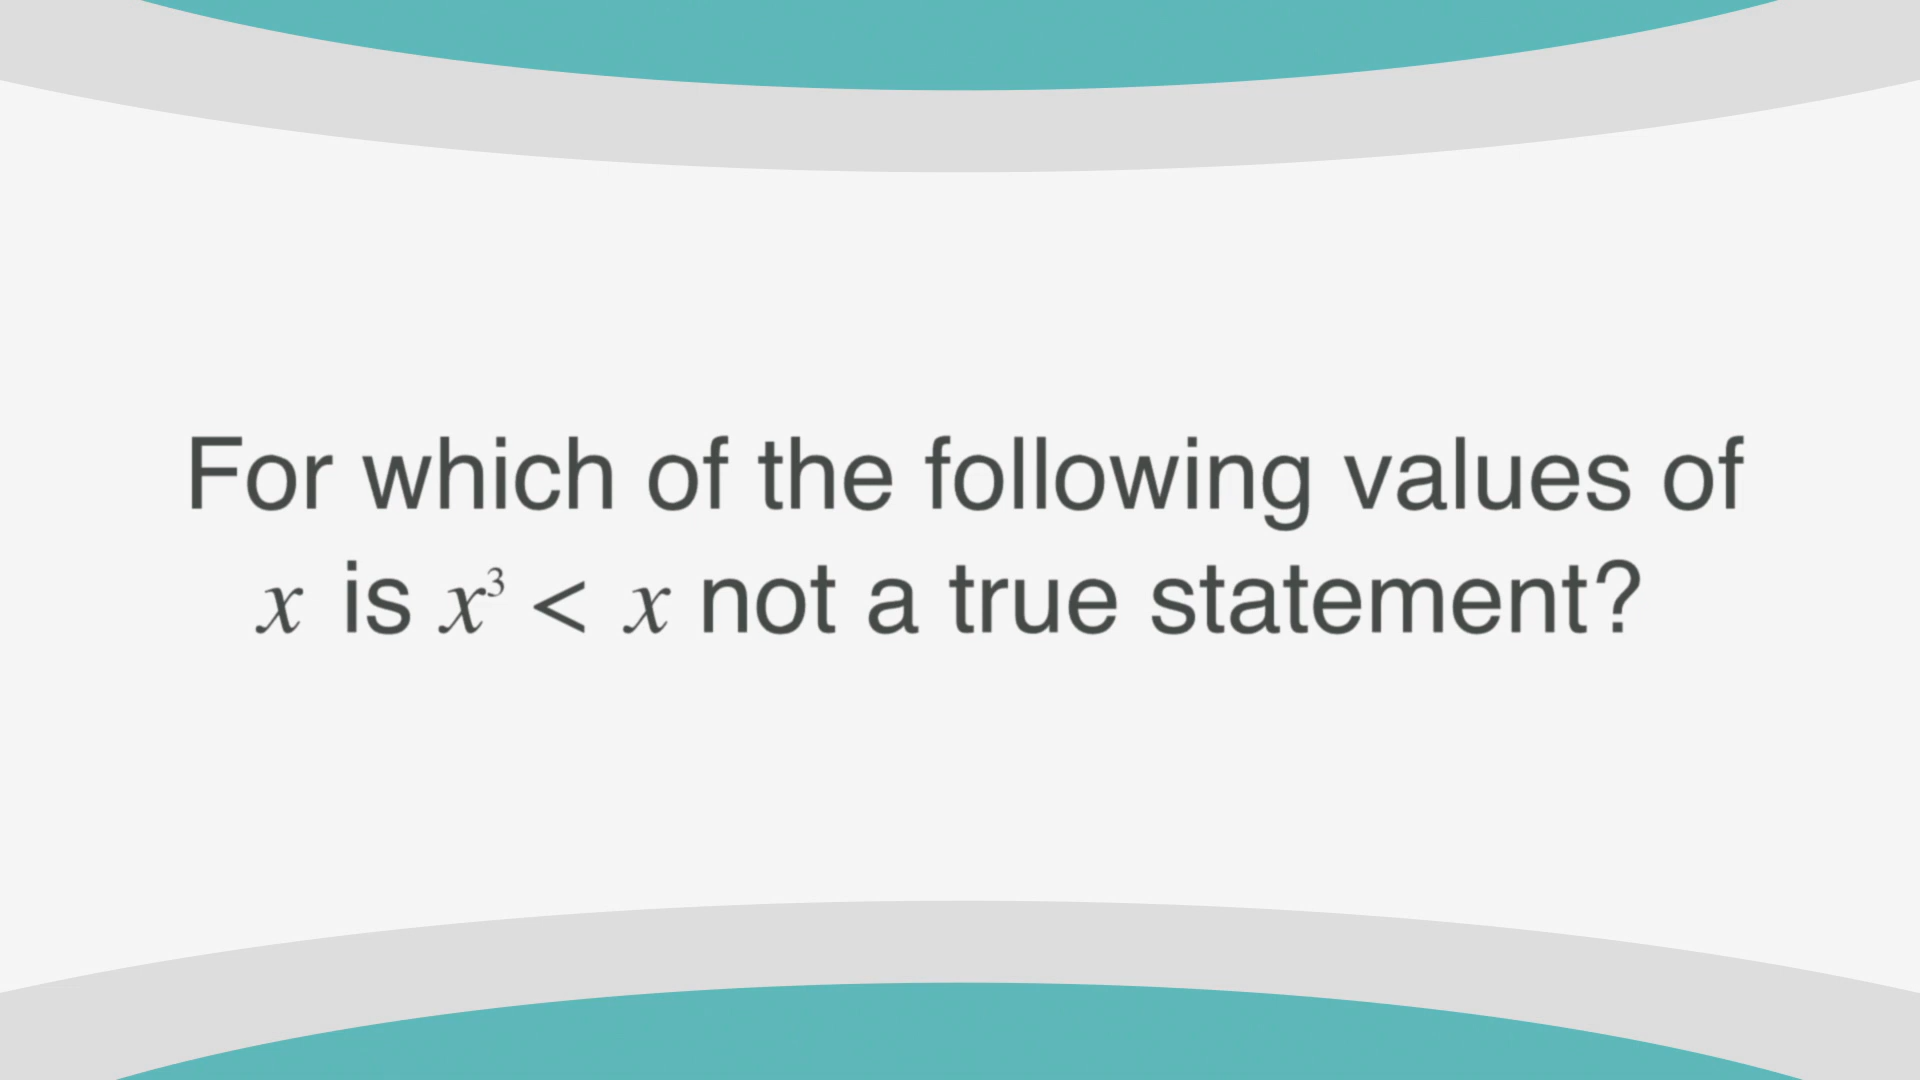 For which of the following values of
x is x³ < x not a true statement?